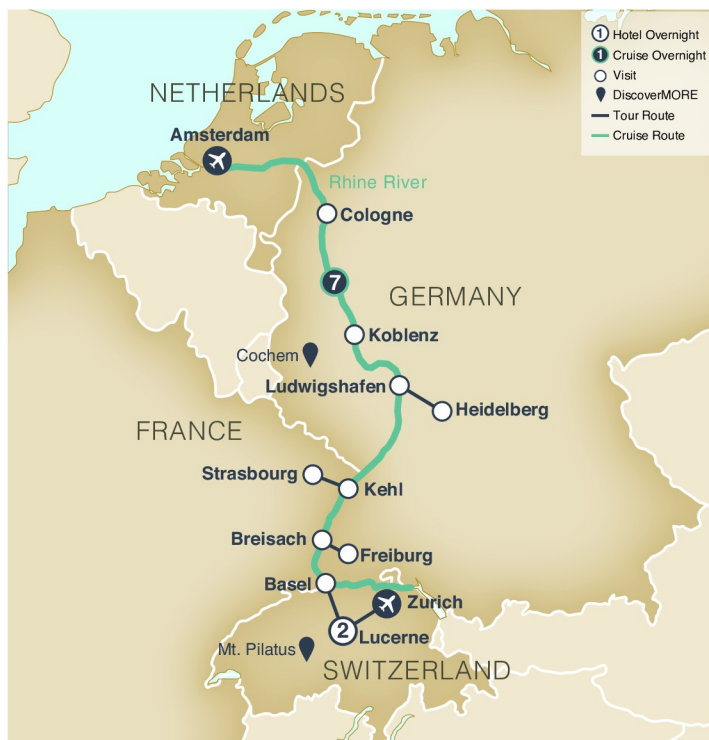 1 Hotel Overnight
1 Cruise Overnight
Visit
DiscoverMORE
Tour Route
Cruise Route
NETHERLANDS
Amsterdam
Rhine River
Cologne
7
GERMANY
Koblenz
Cochem
Ludwigshafen
Heidelberg
FRANCE
Strasbourg
Kehl
Breisach
Freiburg
Basel
Zurich
2
Lucerne
Mt. Pilatus
SWITZERLAND